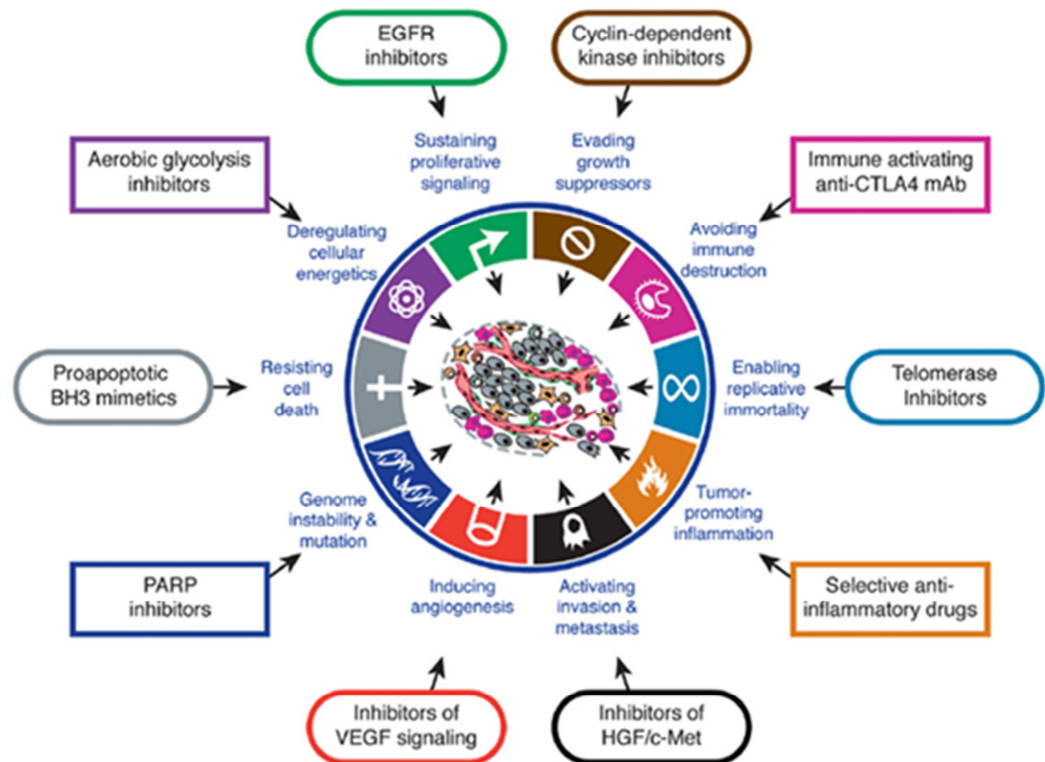 EGFR
inhibitors
Cyclin-dependent
kinase inhibitors
Sustaining
proliferative
signaling
Evading
growth
suppressors
Aerobic glycolysis
inhibitors
Immune activating
anti-CTLA4 mAb
Deregulating
cellular
energetics
Avoiding
immune
destruction
Proapoptotic
BH3 mimetics
Resisting
cell
death
Enabling
replicative
immortality
Telomerase
Inhibitors
Genome
instability &
mutation
Tumor-
promoting
inflammation
PARP
inhibitors
Inducing
angiogenesis
Activating
invasion &
metastasis
Selective anti-
inflammatory drugs
Inhibitors of
VEGF signaling
Inhibitors of
HGF/c-Met